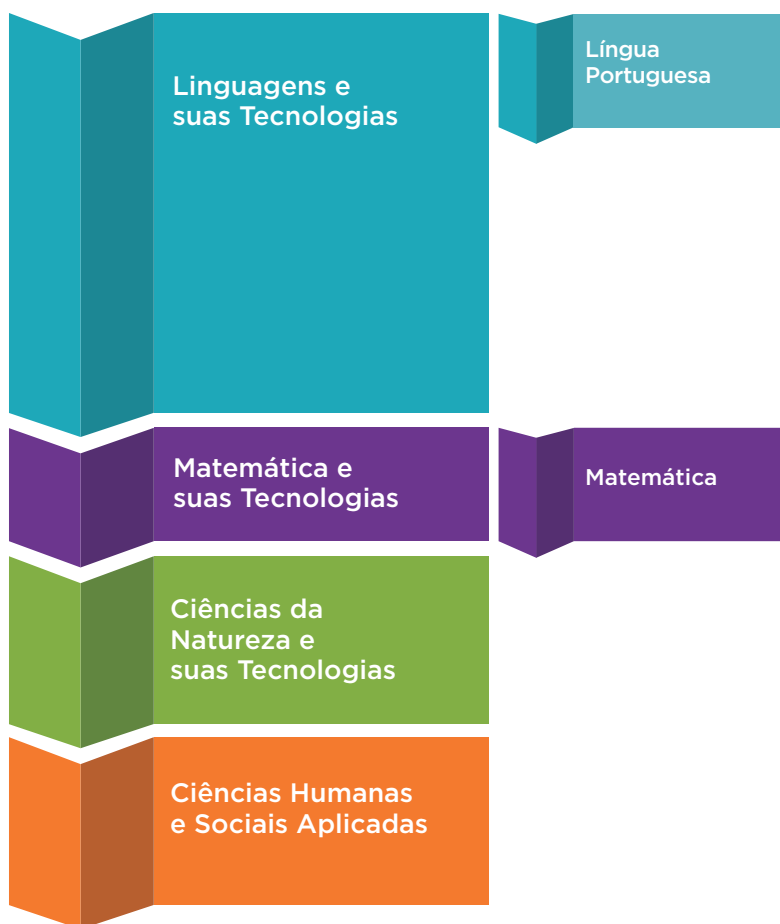 Linguagens e
suas Tecnologias
Língua
Portuguesa
Matemática e
suas Tecnologias
Matemática
Ciências da
Natureza e
suas Tecnologias
Ciências Humanas
e Sociais Aplicadas